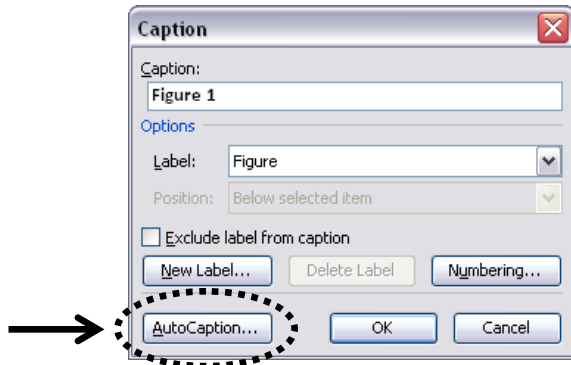 Caption
Caption:
Figure 1
Options
Label: Figure
Position: Below selected item
Exclude label from caption
New Label... Delete Label Numbering...
AutoCaption... OK Cancel